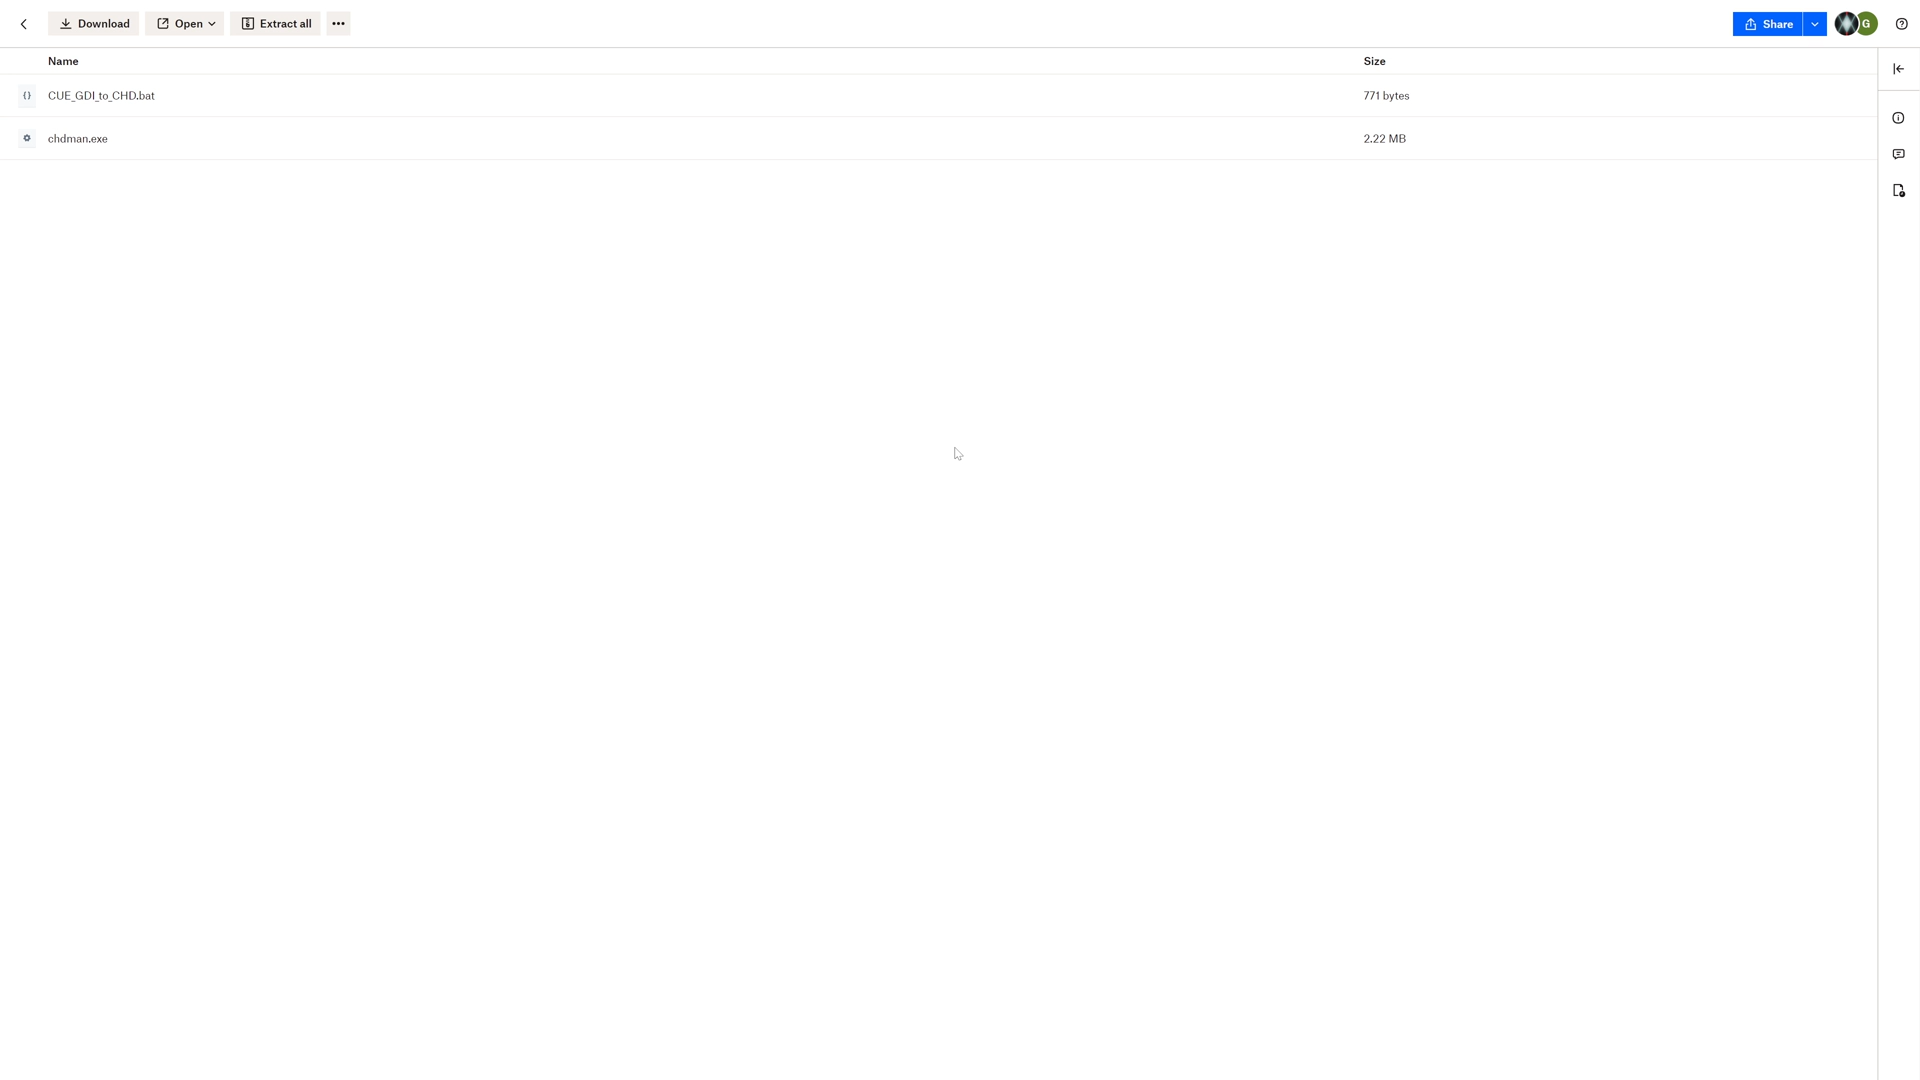 Download Open Extract all Share G
Name Size
CUE_GDI_to_CHD.bat 771 bytes
chdman.exe 2.22 MB